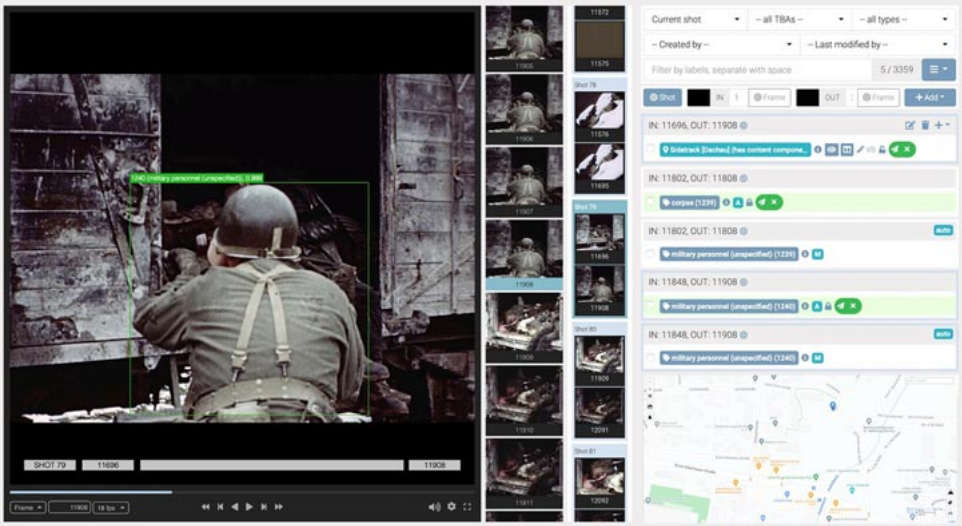 1240 (military personnel (unspecified)), 0.999
SHOT 79
11696
11908
Frame
11908
18 fps
11905
11906
11907
11908
11909
11910
11911
11572
11575
Shot 78
11576
11695
Shot 79
11696
11908
Shot 80
11909
12091
Shot 81
12092
Current shot
-- all TBAs --
-- all types --
-- Created by --
-- Last modified by --
Filter by labels, separate with space
5 / 3359
Shot
IN
1
Frame
OUT
:
Frame
+ Add
IN: 11696, OUT: 11908
Sidetrack [Dachau] (has content compone...
VS
IN: 11802, OUT: 11808
corpse (1239)
A
IN: 11802, OUT: 11808
auto
military personnel (unspecified) (1239)
M
IN: 11848, OUT: 11908
military personnel (unspecified) (1240)
A
IN: 11848, OUT: 11908
auto
military personnel (unspecified) (1240)
M